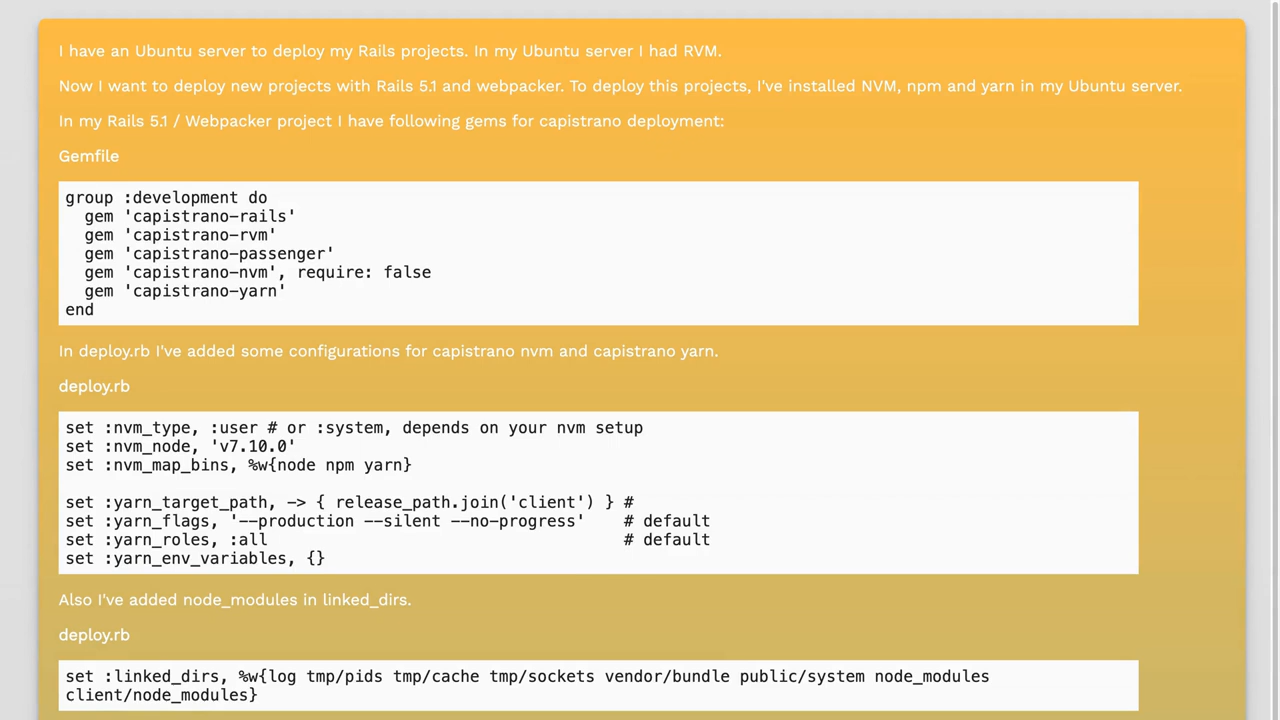 I have an Ubuntu server to deploy my Rails projects. In my Ubuntu server I had RVM.
Now I want to deploy new projects with Rails 5.1 and webpacker. To deploy this projects, I've installed NVM, npm and yarn in my Ubuntu server.
In my Rails 5.1 / Webpacker project I have following gems for capistrano deployment:
Gemfile
group :development do
  gem 'capistrano-rails'
  gem 'capistrano-rvm'
  gem 'capistrano-passenger'
  gem 'capistrano-nvm', require: false
  gem 'capistrano-yarn'
end
In deploy.rb I've added some configurations for capistrano nvm and capistrano yarn.
deploy.rb
set :nvm_type, :user # or :system, depends on your nvm setup
set :nvm_node, 'v7.10.0'
set :nvm_map_bins, %w{node npm yarn}
set :yarn_target_path, -> { release_path.join('client') } #
set :yarn_flags, '--production --silent --no-progress'    # default
set :yarn_roles, :all                                     # default
set :yarn_env_variables, {}
Also I've added node_modules in linked_dirs.
deploy.rb
set :linked_dirs, %w{log tmp/pids tmp/cache tmp/sockets vendor/bundle public/system node_modules
client/node_modules}